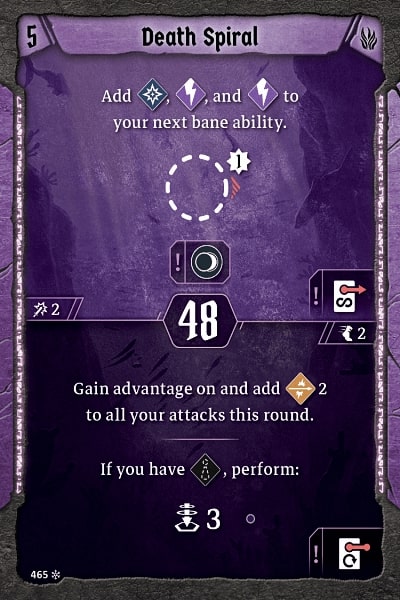 5 Death Spiral
Add , , and to
your next bane ability.
1
!
!
2
48
2
Gain advantage on and add 2
to all your attacks this round.
If you have , perform:
3
!
465